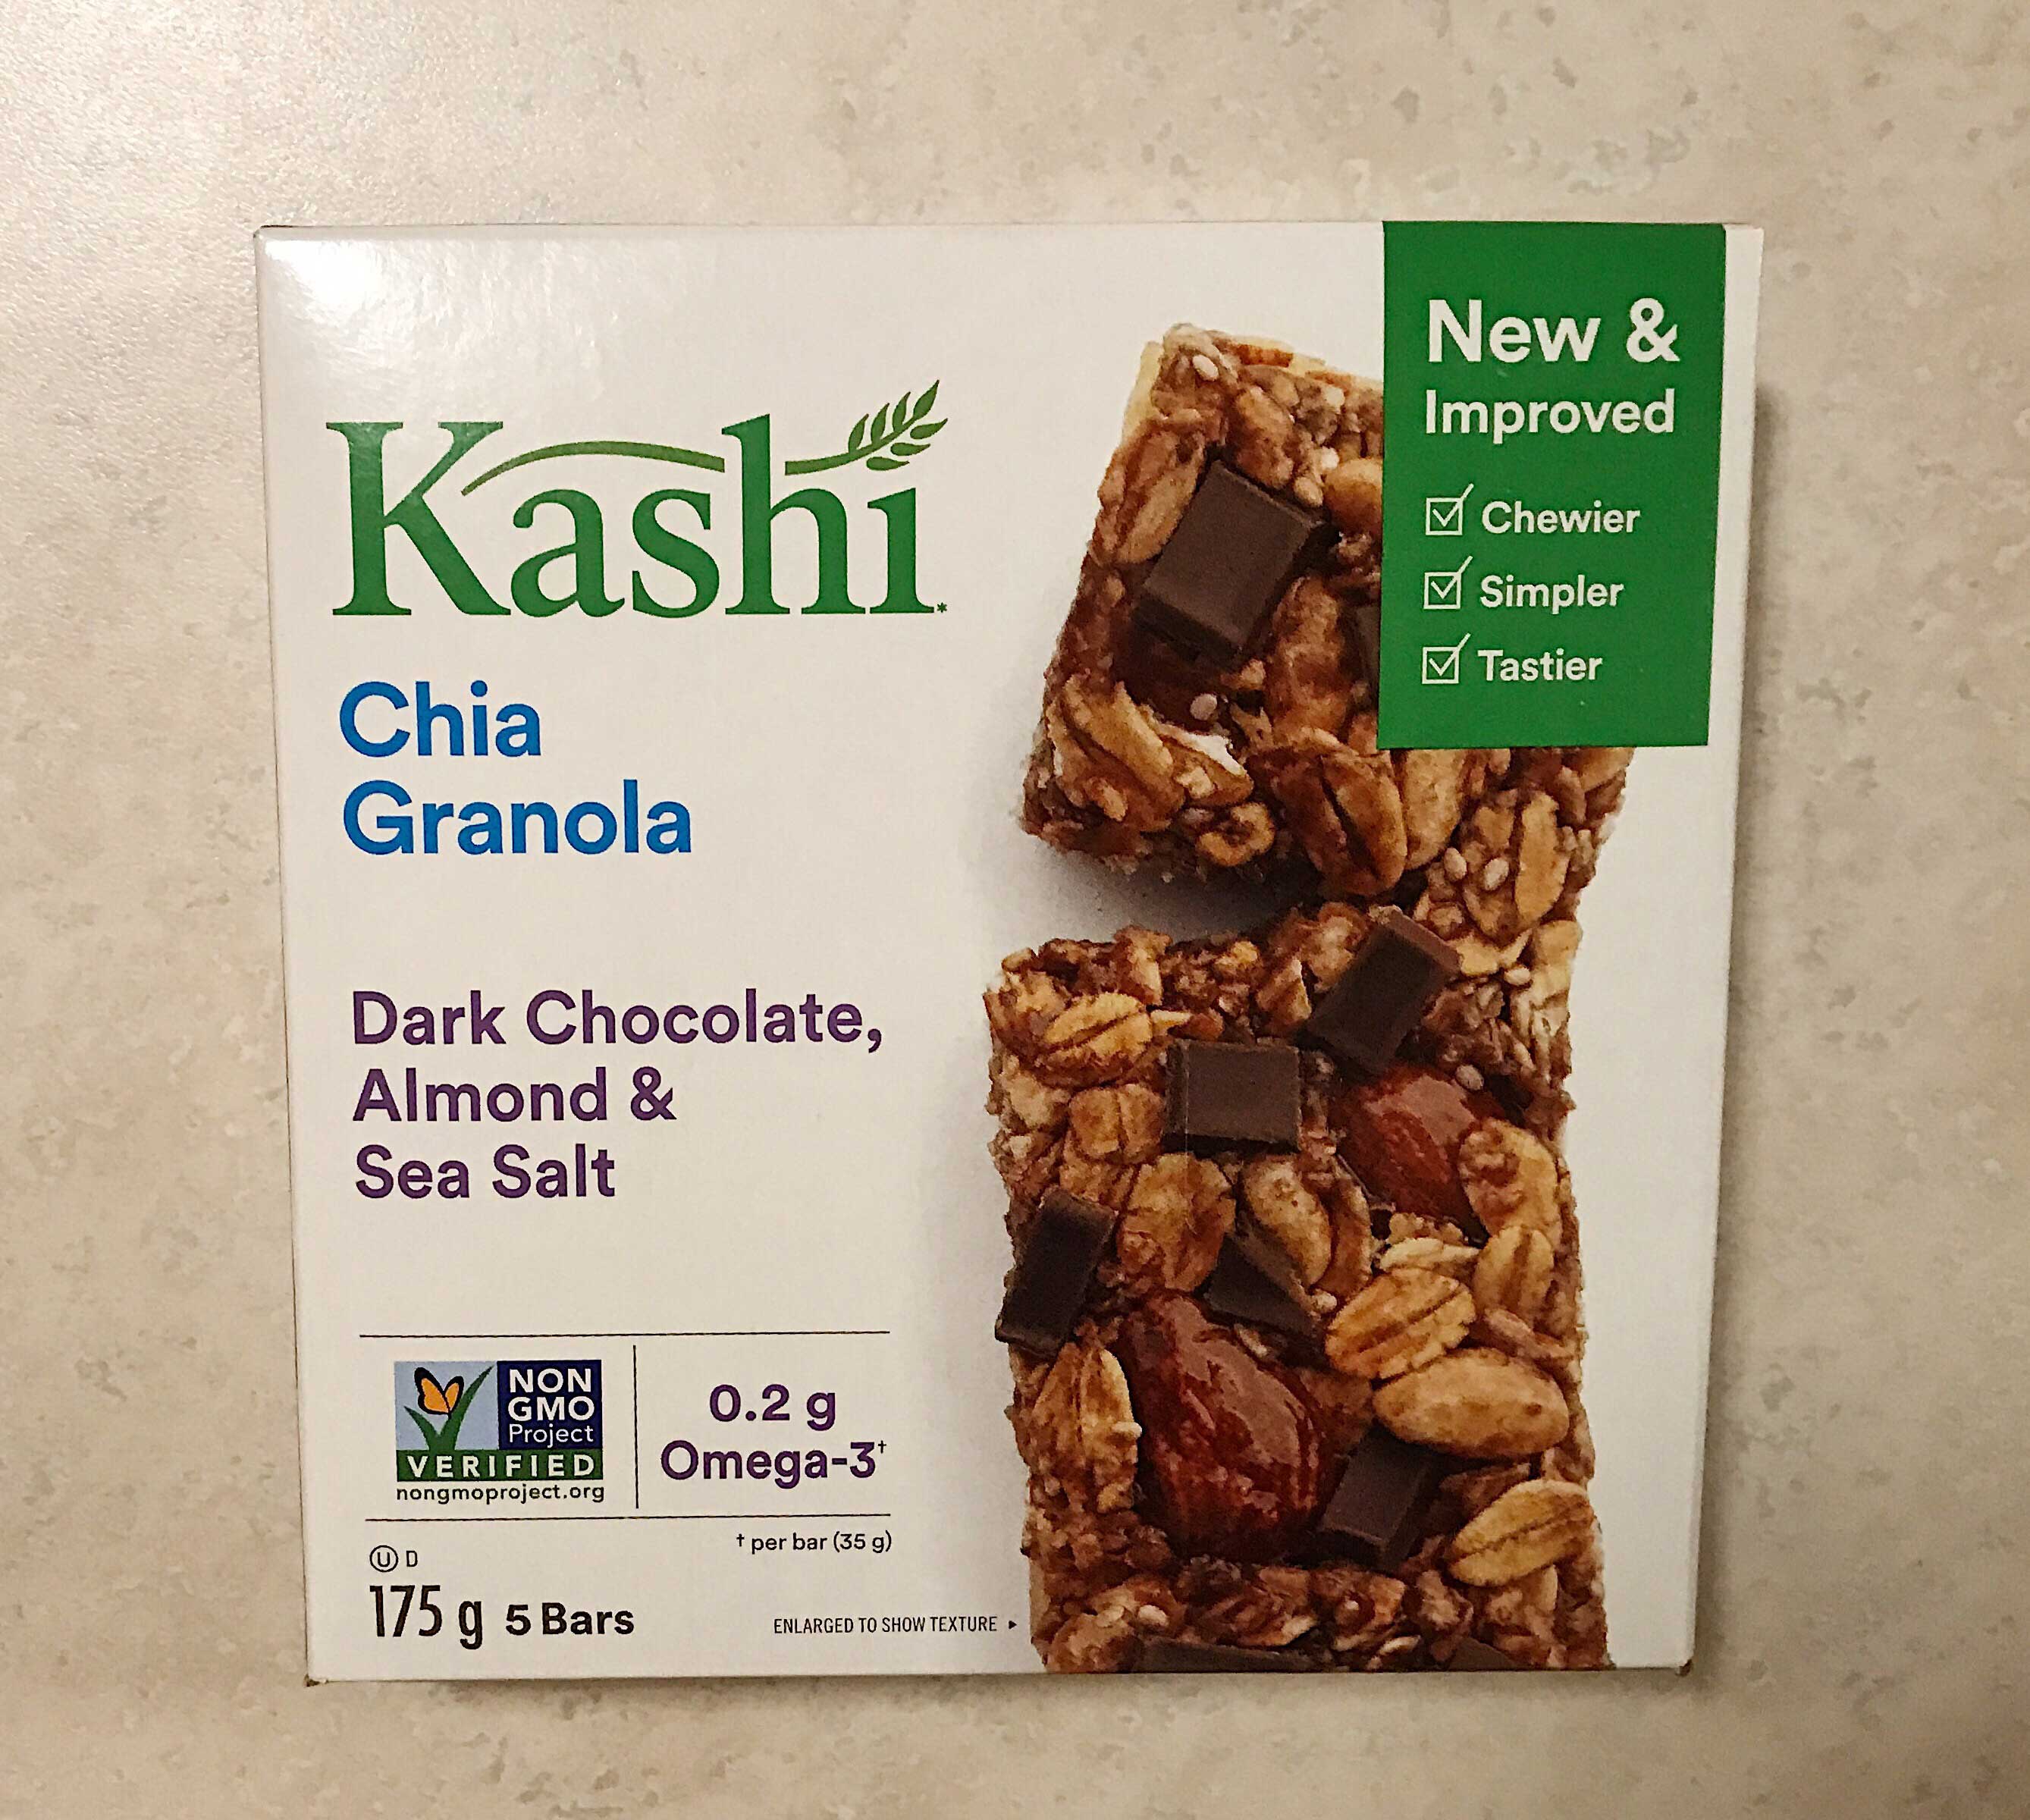 Kashi*
Chia
Granola
Dark Chocolate,
Almond &
Sea Salt
New &
Improved
☑ Chewier
☑ Simpler
☑ Tastier
NON
GMO
Project
VERIFIED
nongmoproject.org
0.2 g
Omega-3†
† per bar (35 g)
Ⓤ D
175 g 5 Bars
ENLARGED TO SHOW TEXTURE ▸